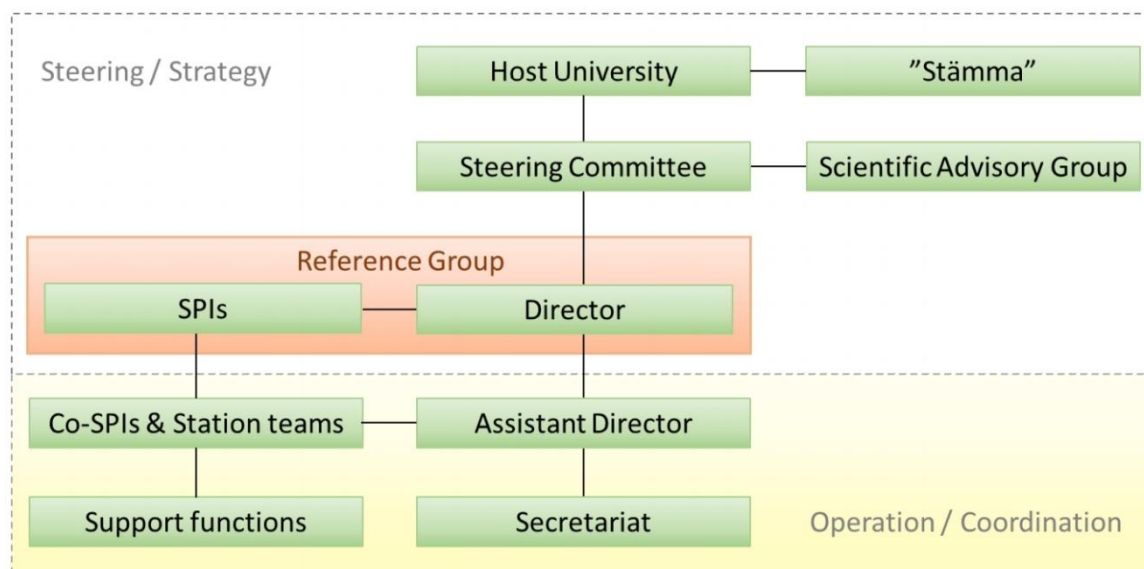 Steering / Strategy
Host University
”Stämma”
Steering Committee
Scientific Advisory Group
Reference Group
SPIs
Director
Co-SPIs & Station teams
Assistant Director
Support functions
Secretariat
Operation / Coordination